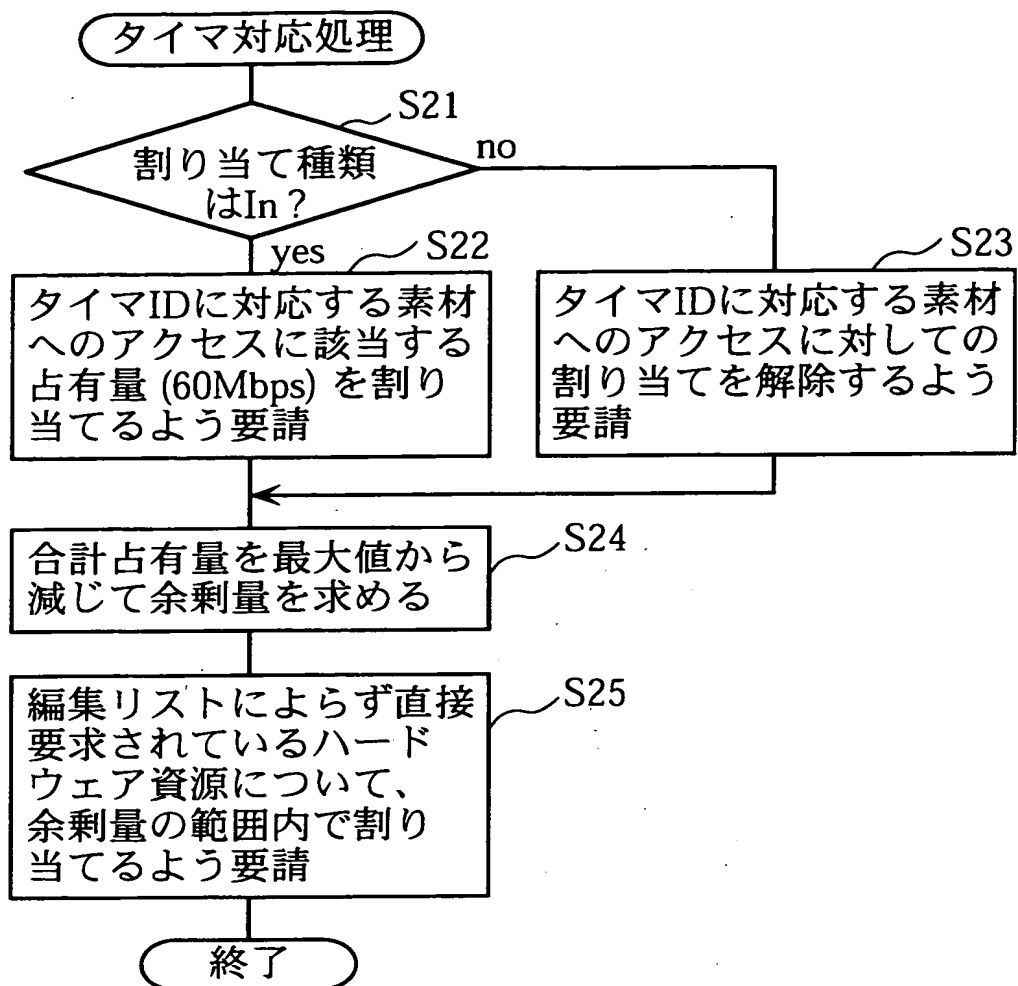 タイマ対応処理
S21
割り当て種類
はIn?
no
yes
S22
タイマIDに対応する素材
へのアクセスに該当する
占有量 (60Mbps) を割り
当てるよう要請
S23
タイマIDに対応する素材
へのアクセスに対しての
割り当てを解除するよう
要請
S24
合計占有量を最大値から
減じて余剰量を求める
S25
編集リストによらず直接
要求されているハード
ウェア資源について、
余剰量の範囲内で割り
当てるよう要請
終了